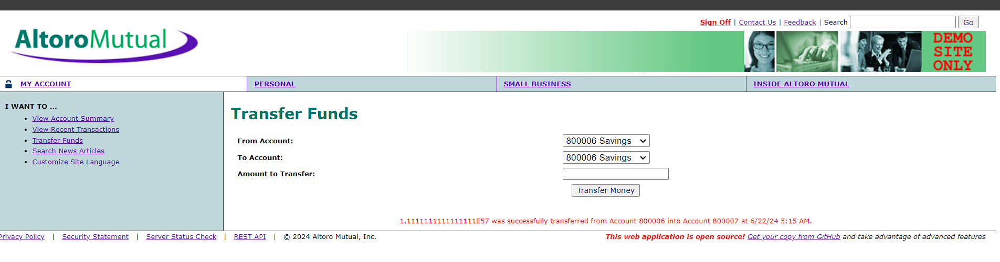 Sign Off | Contact Us | Feedback | Search Go
AltoroMutual
DEMO
SITE
ONLY
MY ACCOUNT PERSONAL SMALL BUSINESS INSIDE ALTORO MUTUAL
I WANT TO ...
View Account Summary
View Recent Transactions
Transfer Funds
Search News Articles
Customize Site Language
Transfer Funds
From Account: 800006 Savings
To Account: 800006 Savings
Amount to Transfer:
Transfer Money
1.1111111111111111E57 was successfully transferred from Account 800006 into Account 800007 at 6/22/24 5:15 AM.
Privacy Policy | Security Statement | Server Status Check | REST API | © 2024 Altoro Mutual, Inc. This web application is open source! Get your copy from GitHub and take advantage of advanced features